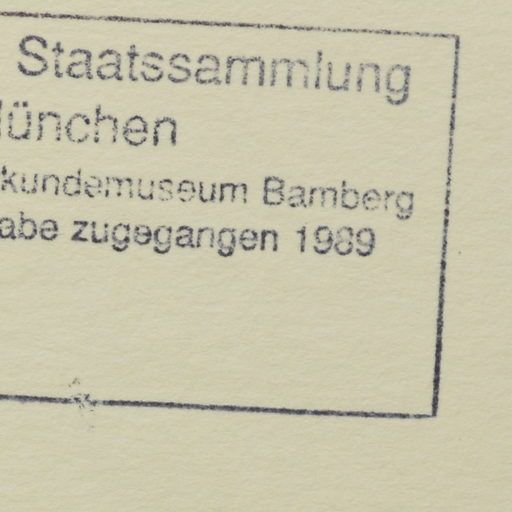 Staatssammlung
ünchen
kundemuseum Bamberg
abe zugegangen 1989